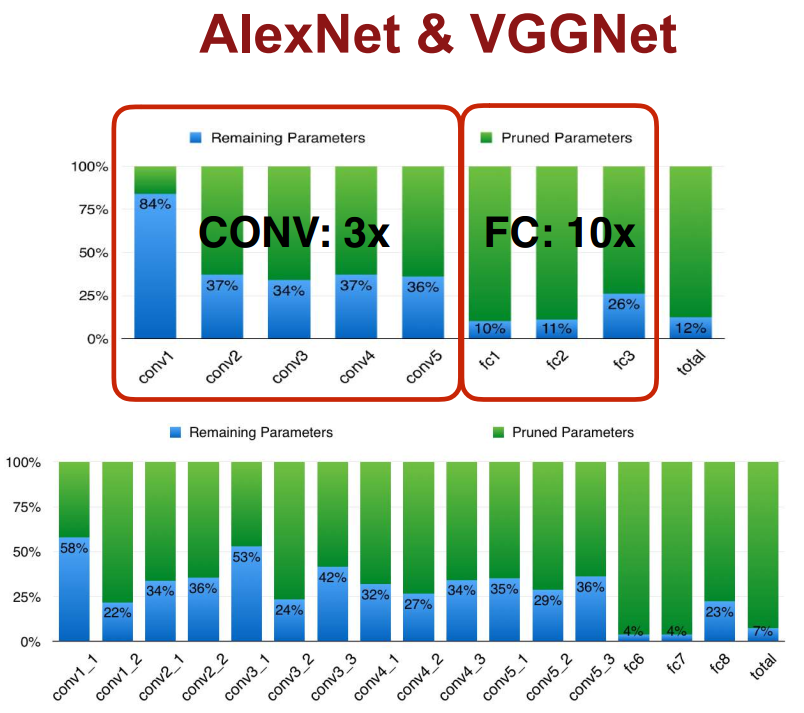 AlexNet & VGGNet
Remaining Parameters Pruned Parameters
100%
75%
50%
25%
0%
84% 37% 34% 37% 36% 10% 11% 26% 12%
CONV: 3x FC: 10x
conv1 conv2 conv3 conv4 conv5 fc1 fc2 fc3 total
Remaining Parameters Pruned Parameters
100%
75%
50%
25%
0%
58% 22% 34% 36% 53% 24% 42% 32% 27% 34% 35% 29% 36% 4% 4% 23% 7%
conv1_1 conv1_2 conv2_1 conv2_2 conv3_1 conv3_2 conv3_3 conv4_1 conv4_2 conv4_3 conv5_1 conv5_2 conv5_3 fc6 fc7 fc8 total